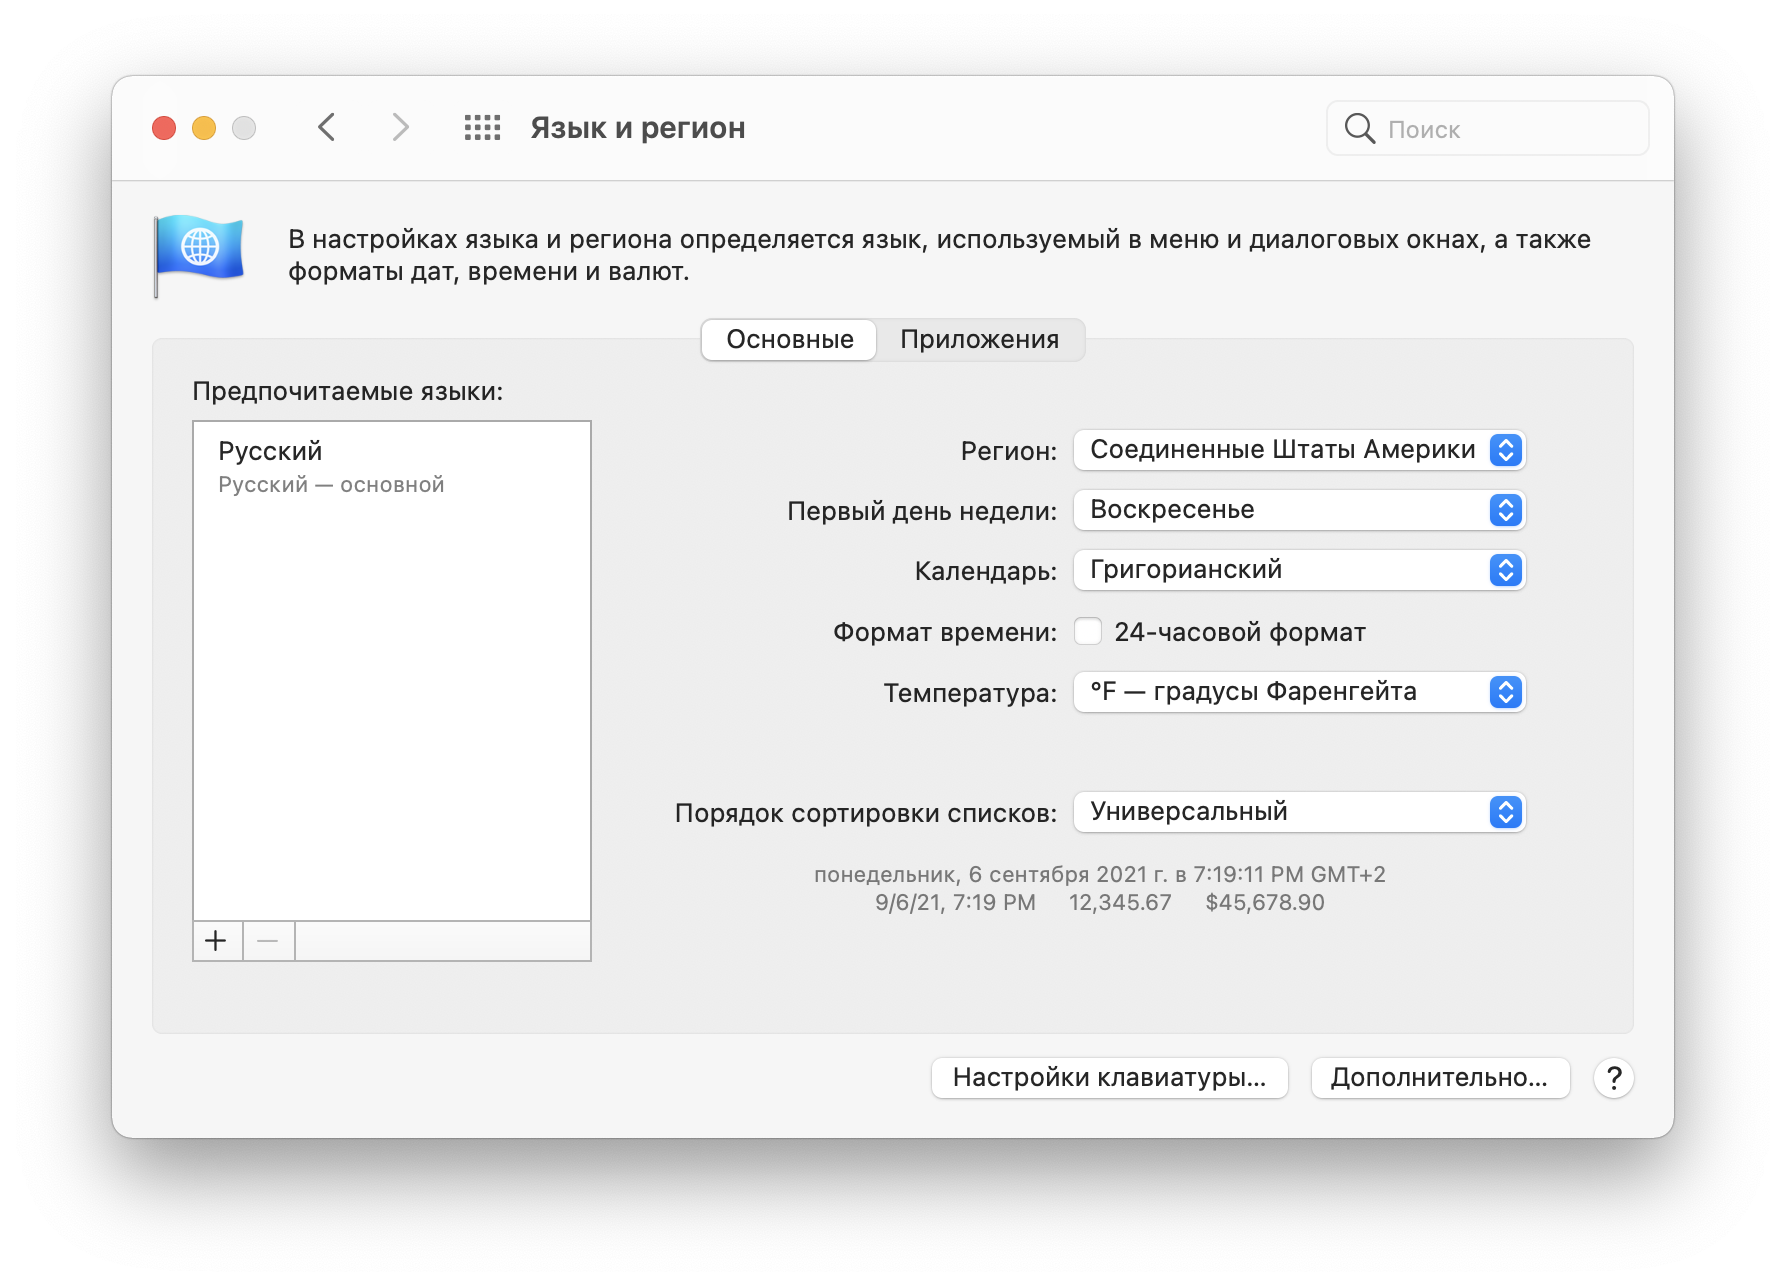 Язык и регион
Поиск
В настройках языка и региона определяется язык, используемый в меню и диалоговых окнах, а также
форматы дат, времени и валют.
Основные
Приложения
Предпочитаемые языки:
Русский
Русский — основной
Регион: Соединенные Штаты Америки
Первый день недели: Воскресенье
Календарь: Григорианский
Формат времени: 24-часовой формат
Температура: °F — градусы Фаренгейта
Порядок сортировки списков: Универсальный
понедельник, 6 сентября 2021 г. в 7:19:11 PM GMT+2
9/6/21, 7:19 PM 12,345.67 $45,678.90
Настройки клавиатуры... Дополнительно... ?